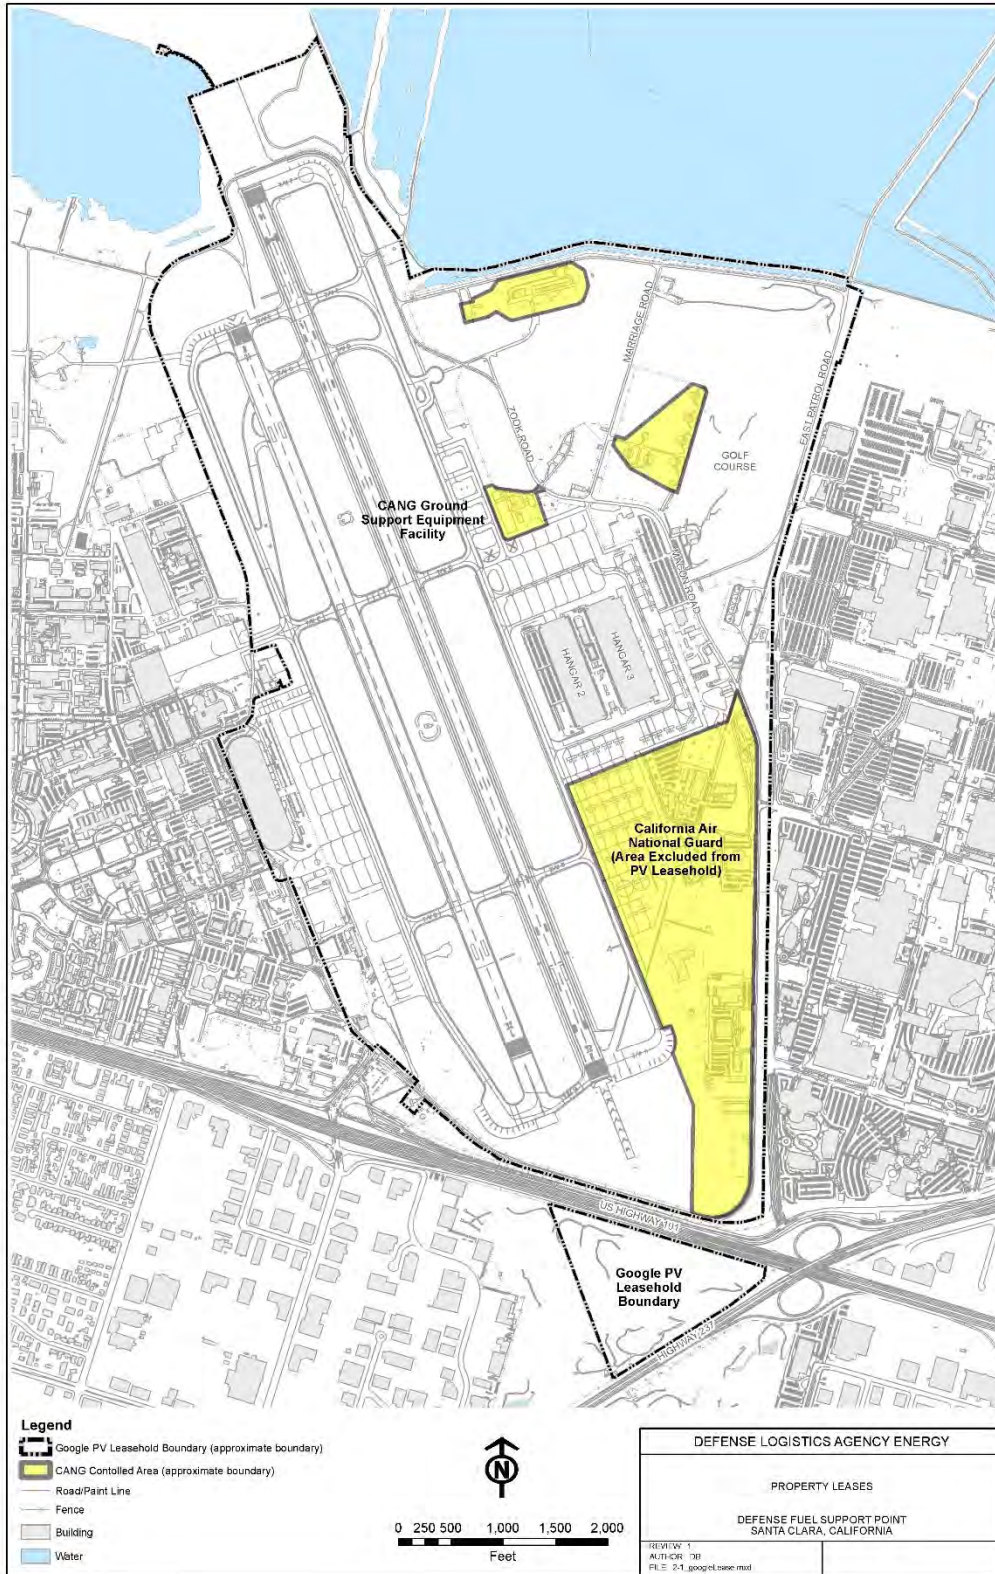 MARRIAGE ROAD
EAST PATROL ROAD
ZOOK ROAD
GOLF
COURSE
CANG Ground
Support Equipment
Facility
HANGAR 3
HANGAR 2
California Air
National Guard
(Area Excluded from
PV Leasehold)
US HIGHWAY 101
Google PV
Leasehold
Boundary
HIGHWAY 237
Legend
Google PV Leasehold Boundary (approximate boundary)
CANG Contolled Area (approximate boundary)
Road/Paint Line
Fence
Building
Water
N
0 250 500 1,000 1,500 2,000
Feet
DEFENSE LOGISTICS AGENCY ENERGY
PROPERTY LEASES
DEFENSE FUEL SUPPORT POINT
SANTA CLARA, CALIFORNIA
REVIEW: 1
AUTHOR: DB
FILE: 2-1_googleLease.mxd